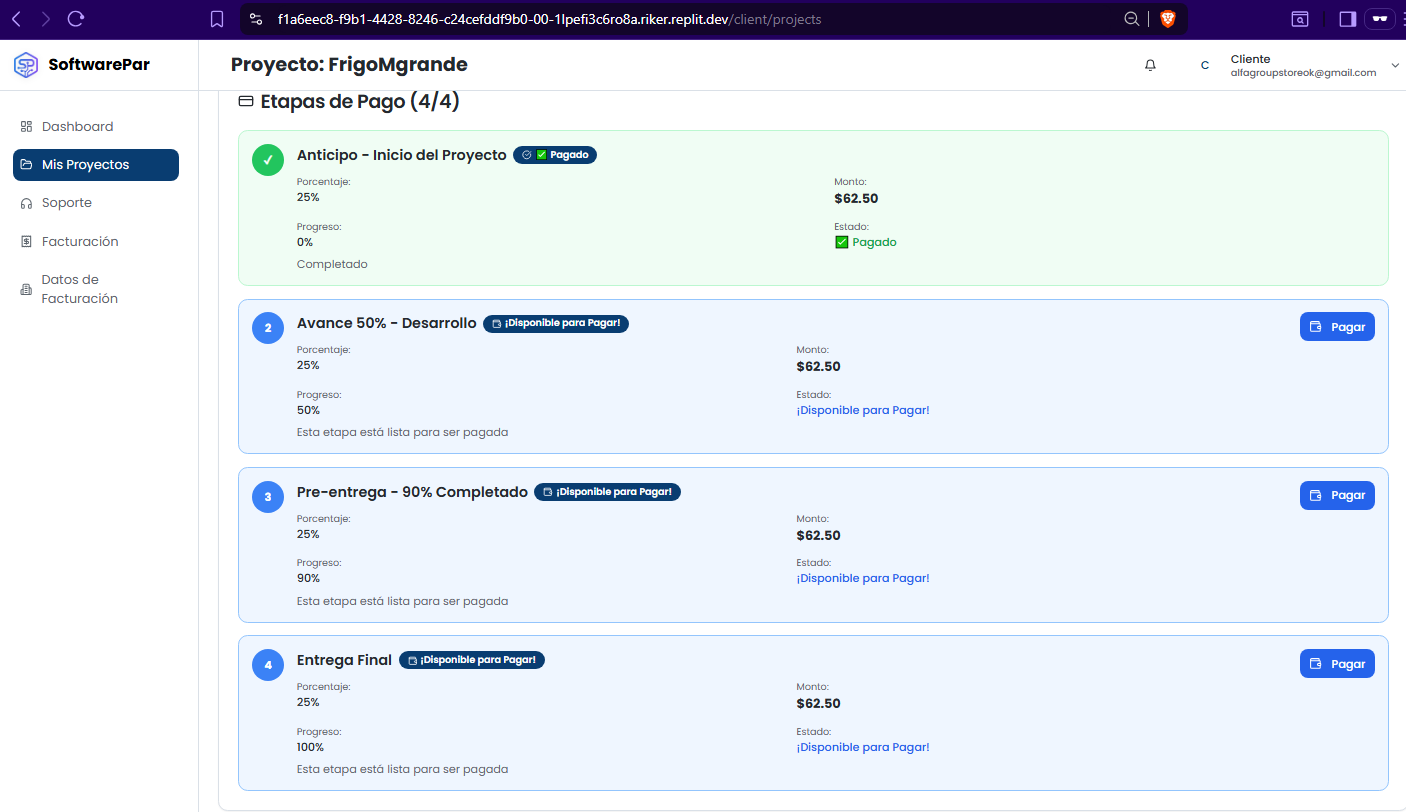 f1a6eec8-f9b1-4428-8246-c24cefddf9b0-00-1lpefi3c6ro8a.riker.replit.dev/client/projects
SoftwarePar
Proyecto: FrigoMgrande
C
Cliente
alfagroupstoreok@gmail.com
Dashboard
Mis Proyectos
Soporte
Facturación
Datos de
Facturación
Etapas de Pago (4/4)
Anticipo - Inicio del Proyecto
✅ Pagado
Porcentaje:
25%
Monto:
$62.50
Progreso:
0%
Estado:
✅ Pagado
Completado
2
Avance 50% - Desarrollo
¡Disponible para Pagar!
Pagar
Porcentaje:
25%
Monto:
$62.50
Progreso:
50%
Estado:
¡Disponible para Pagar!
Esta etapa está lista para ser pagada
3
Pre-entrega - 90% Completado
¡Disponible para Pagar!
Pagar
Porcentaje:
25%
Monto:
$62.50
Progreso:
90%
Estado:
¡Disponible para Pagar!
Esta etapa está lista para ser pagada
4
Entrega Final
¡Disponible para Pagar!
Pagar
Porcentaje:
25%
Monto:
$62.50
Progreso:
100%
Estado:
¡Disponible para Pagar!
Esta etapa está lista para ser pagada